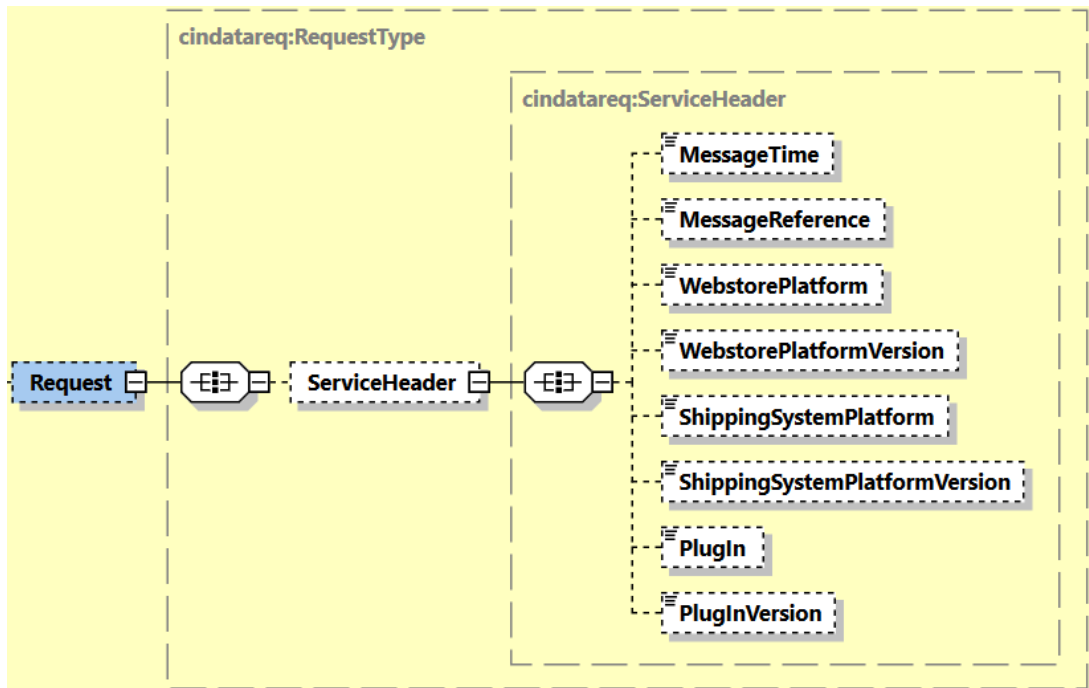 cindatareq:RequestType
cindatareq:ServiceHeader
MessageTime
MessageReference
WebstorePlatform
WebstorePlatformVersion
Request
ServiceHeader
ShippingSystemPlatform
ShippingSystemPlatformVersion
PlugIn
PlugInVersion